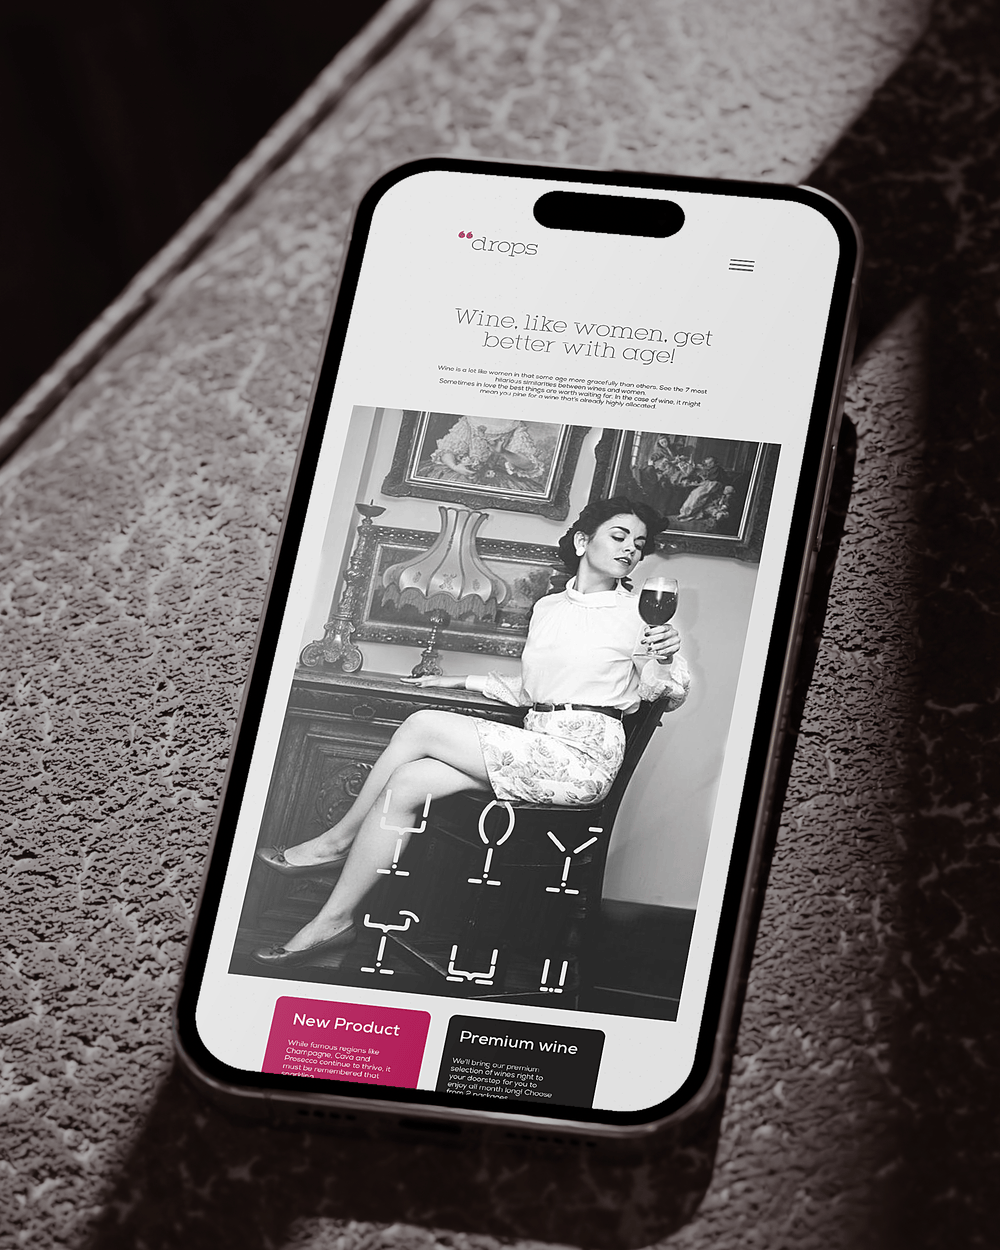 drops
Wine, like women, get
better with age!
Wine is a lot like women in that some age more gracefully than others. See the 7 most
hilarious similarities between wines and women.
Sometimes in love the best things are worth waiting for. In the case of wine, it might
mean you pine for a wine that's already highly allocated.
New Product
While famous regions like
Champagne, Cava and
Prosecco continue to thrive, it
must be remembered that
sparkling
Premium wine
We'll bring our premium
selection of wines right to
your doorstep for you to
enjoy all month long! Choose
from 2 packages